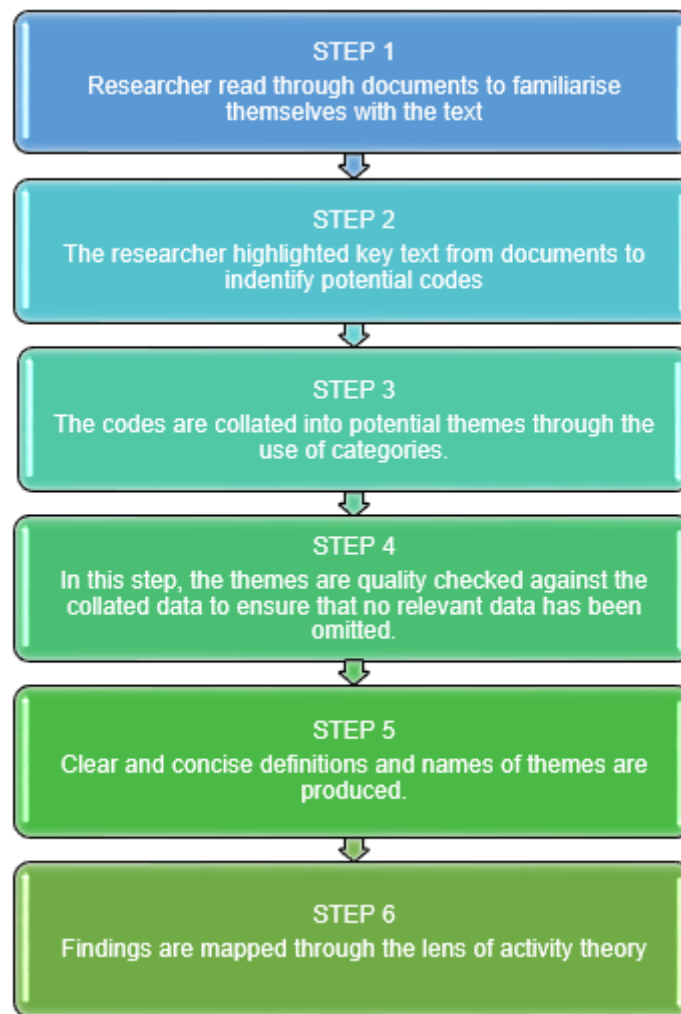 STEP 1
Researcher read through documents to familiarise
themselves with the text
STEP 2
The researcher highlighted key text from documents to
indentify potential codes
STEP 3
The codes are collated into potential themes through the
use of categories.
STEP 4
In this step, the themes are quality checked against the
collated data to ensure that no relevant data has been
omitted.
STEP 5
Clear and concise definitions and names of themes are
produced.
STEP 6
Findings are mapped through the lens of activity theory